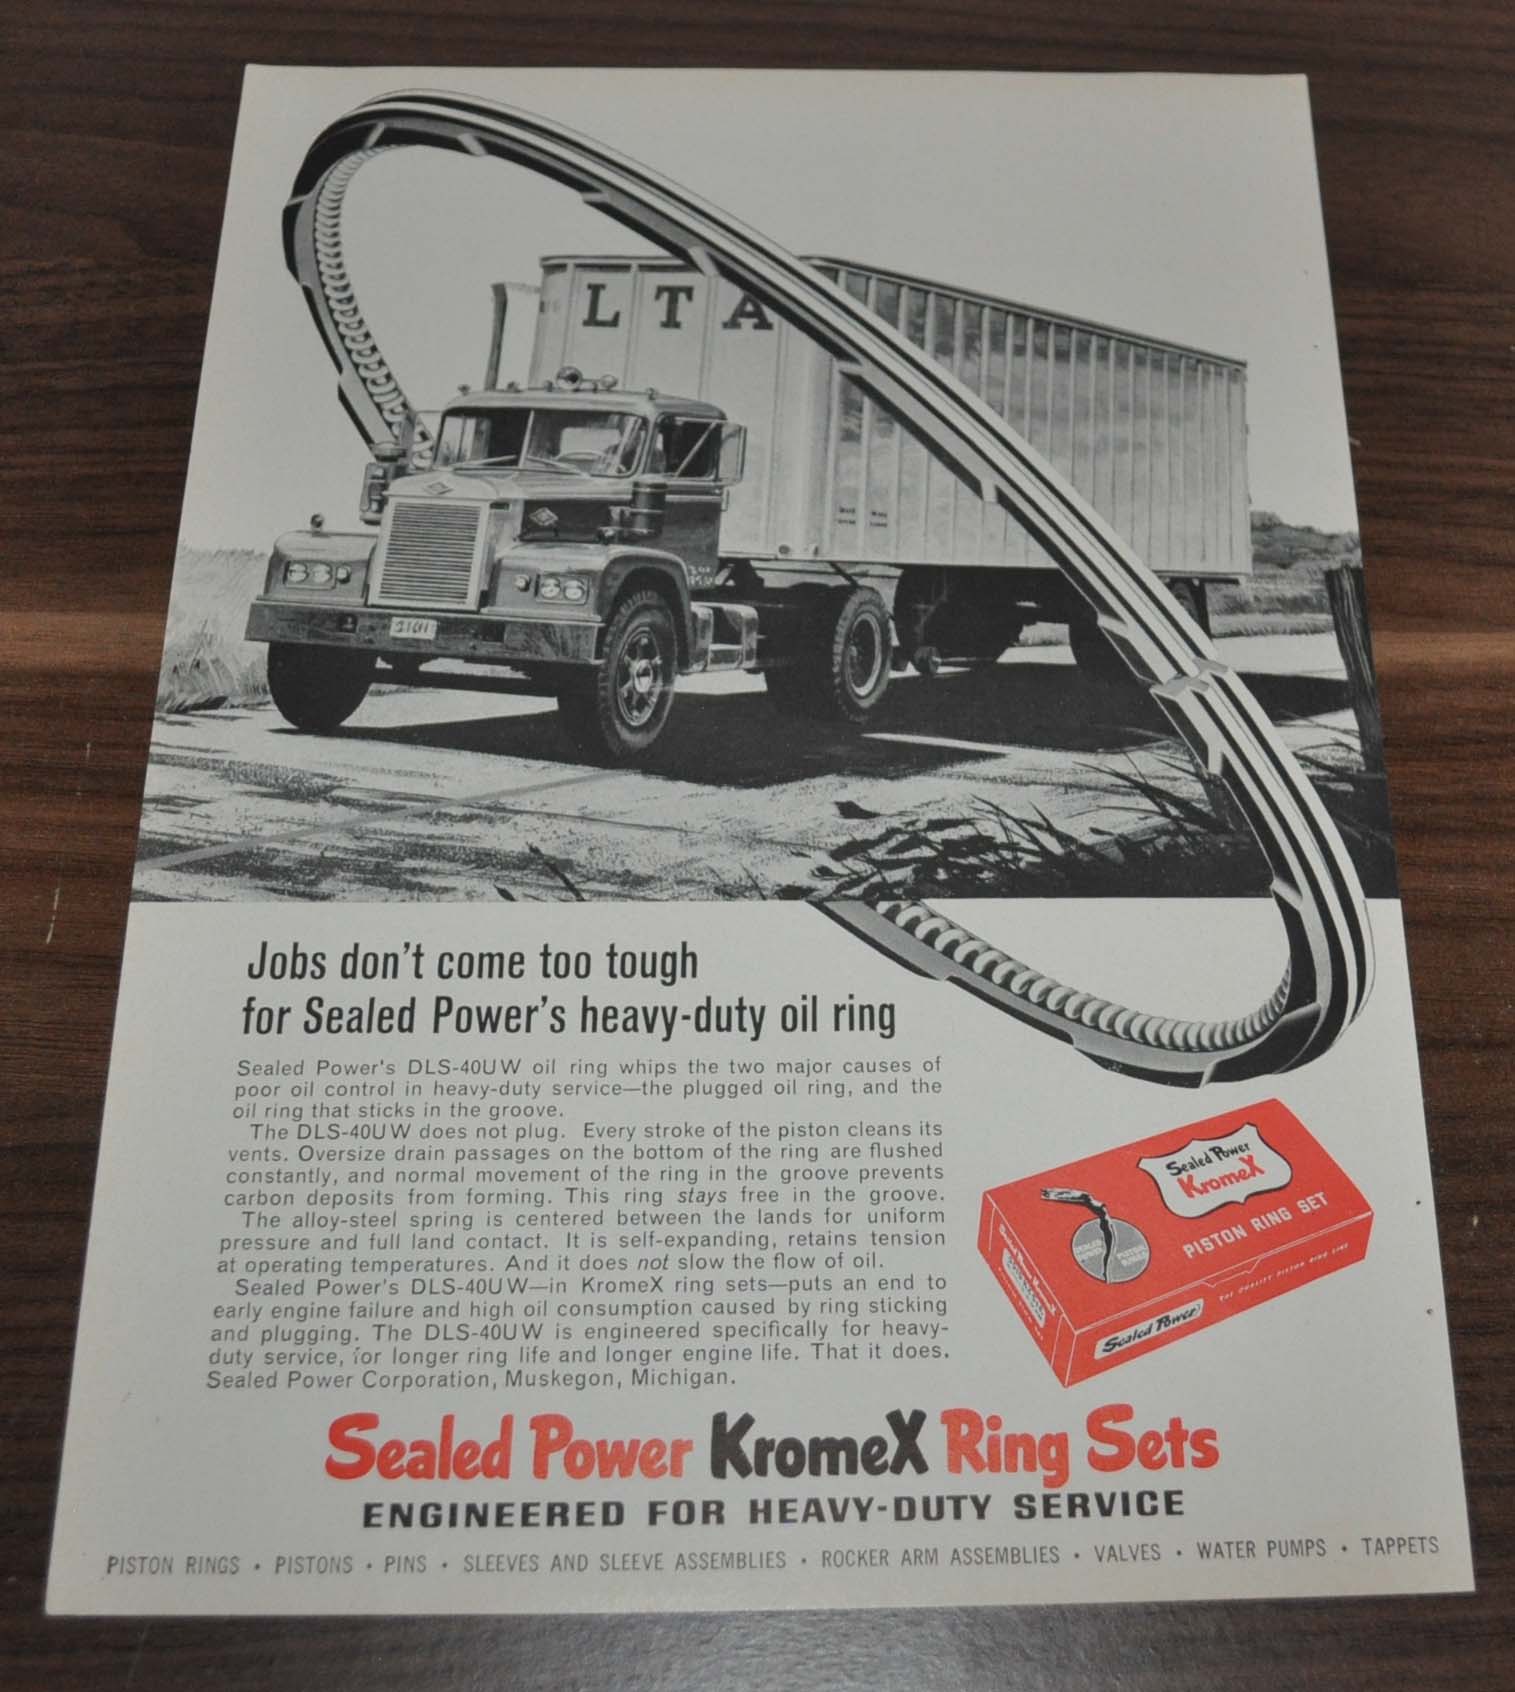 LTA
Jobs don't come too tough
for Sealed Power's heavy-duty oil ring
Sealed Power's DLS-40UW oil ring whips the two major causes of
poor oil control in heavy-duty service—the plugged oil ring, and the
oil ring that sticks in the groove.
The DLS-40UW does not plug. Every stroke of the piston cleans its
vents. Oversize drain passages on the bottom of the ring are flushed
constantly, and normal movement of the ring in the groove prevents
carbon deposits from forming. This ring stays free in the groove.
The alloy-steel spring is centered between the lands for uniform
pressure and full land contact. It is self-expanding, retains tension
at operating temperatures. And it does not slow the flow of oil.
Sealed Power's DLS-40UW—in KromeX ring sets—puts an end to
early engine failure and high oil consumption caused by ring sticking
and plugging. The DLS-40UW is engineered specifically for heavy-
duty service, for longer ring life and longer engine life. That it does.
Sealed Power Corporation, Muskegon, Michigan.
Sealed Power
KromeX
PISTON RING SET
SEALED POWER
PISTON RINGS
Sealed Power
Sealed Power KromeX Ring Sets
ENGINEERED FOR HEAVY-DUTY SERVICE
PISTON RINGS • PISTONS • PINS • SLEEVES AND SLEEVE ASSEMBLIES • ROCKER ARM ASSEMBLIES • VALVES • WATER PUMPS • TAPPETS